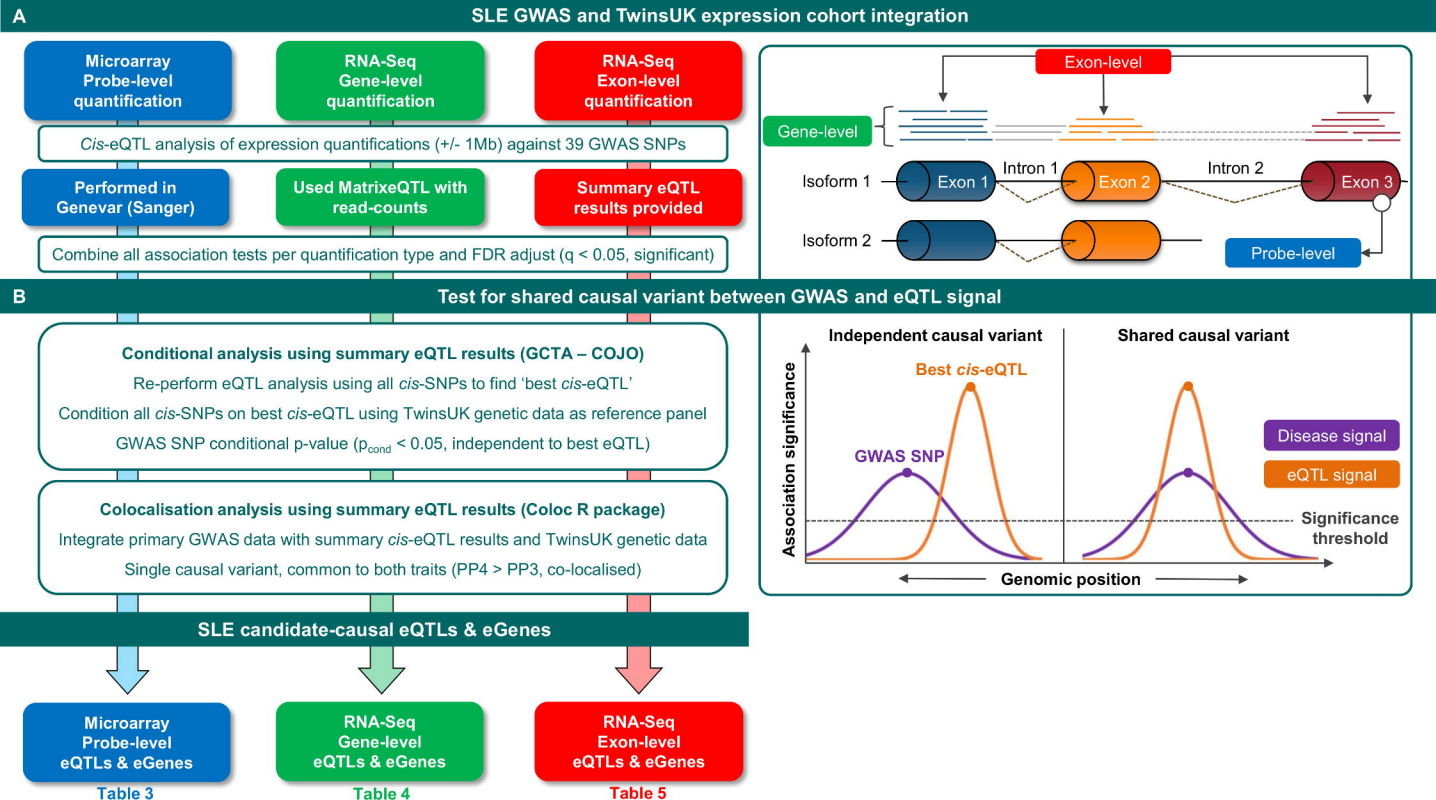 A
SLE GWAS and TwinsUK expression cohort integration
Microarray
Probe-level
quantification
RNA-Seq
Gene-level
quantification
RNA-Seq
Exon-level
quantification
Cis-eQTL analysis of expression quantifications (+/- 1Mb) against 39 GWAS SNPs
Performed in
Genevar (Sanger)
Used MatrixeQTL with
read-counts
Summary eQTL
results provided
Combine all association tests per quantification type and FDR adjust (q < 0.05, significant)
Exon-level
Gene-level
Isoform 1
Exon 1
Intron 1
Exon 2
Intron 2
Exon 3
Isoform 2
Probe-level
B
Test for shared causal variant between GWAS and eQTL signal
Conditional analysis using summary eQTL results (GCTA – COJO)
Re-perform eQTL analysis using all cis-SNPs to find ‘best cis-eQTL’
Condition all cis-SNPs on best cis-eQTL using TwinsUK genetic data as reference panel
GWAS SNP conditional p-value (pcond < 0.05, independent to best eQTL)
Colocalisation analysis using summary eQTL results (Coloc R package)
Integrate primary GWAS data with summary cis-eQTL results and TwinsUK genetic data
Single causal variant, common to both traits (PP4 > PP3, co-localised)
Independent causal variant
Shared causal variant
Best cis-eQTL
GWAS SNP
Association significance
Disease signal
eQTL signal
Significance
threshold
Genomic position
SLE candidate-causal eQTLs & eGenes
Microarray
Probe-level
eQTLs & eGenes
RNA-Seq
Gene-level
eQTLs & eGenes
RNA-Seq
Exon-level
eQTLs & eGenes
Table 3
Table 4
Table 5